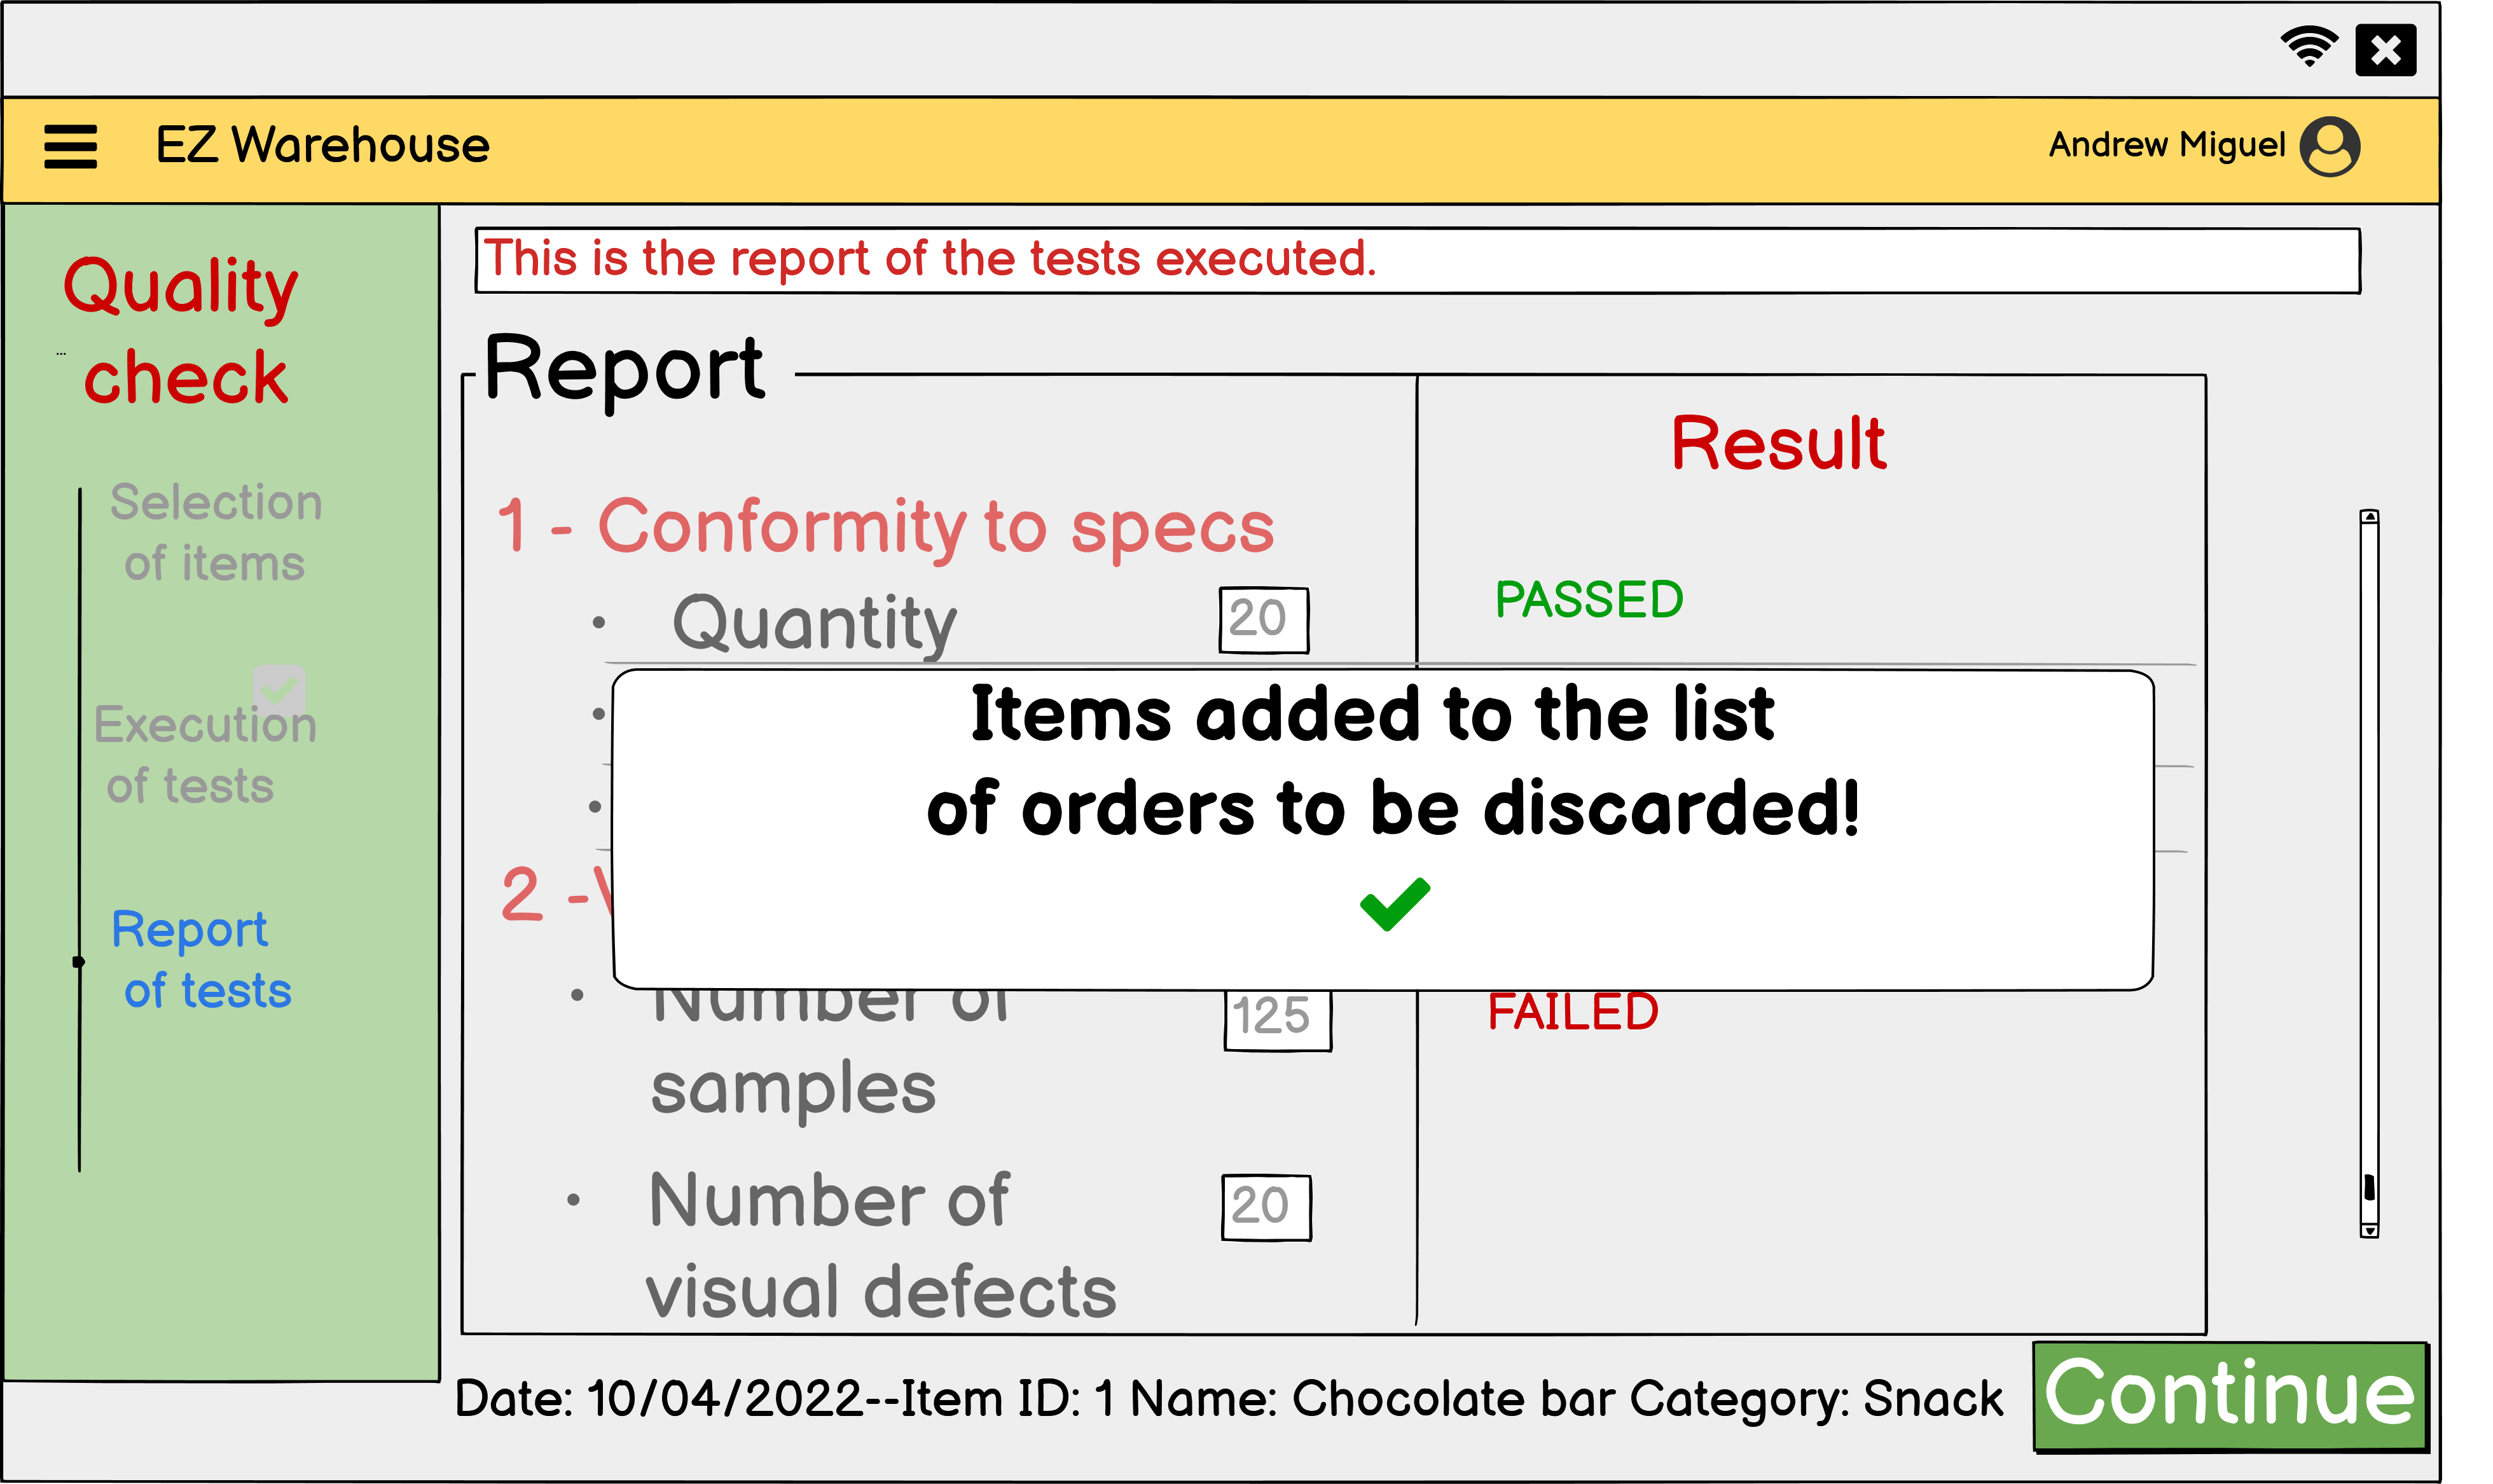 EZ Warehouse
Andrew Miguel
Quality
check
...
Selection
of items
Execution
of tests
Report
of tests
This is the report of the tests executed.
Report
Result
1 - Conformity to specs
• Quantity
20
PASSED
•
•
Items added to the list
of orders to be discarded!
2 -
• Number of
samples
125
FAILED
• Number of
visual defects
20
Date: 10/04/2022--Item ID: 1 Name: Chocolate bar Category: Snack
Continue